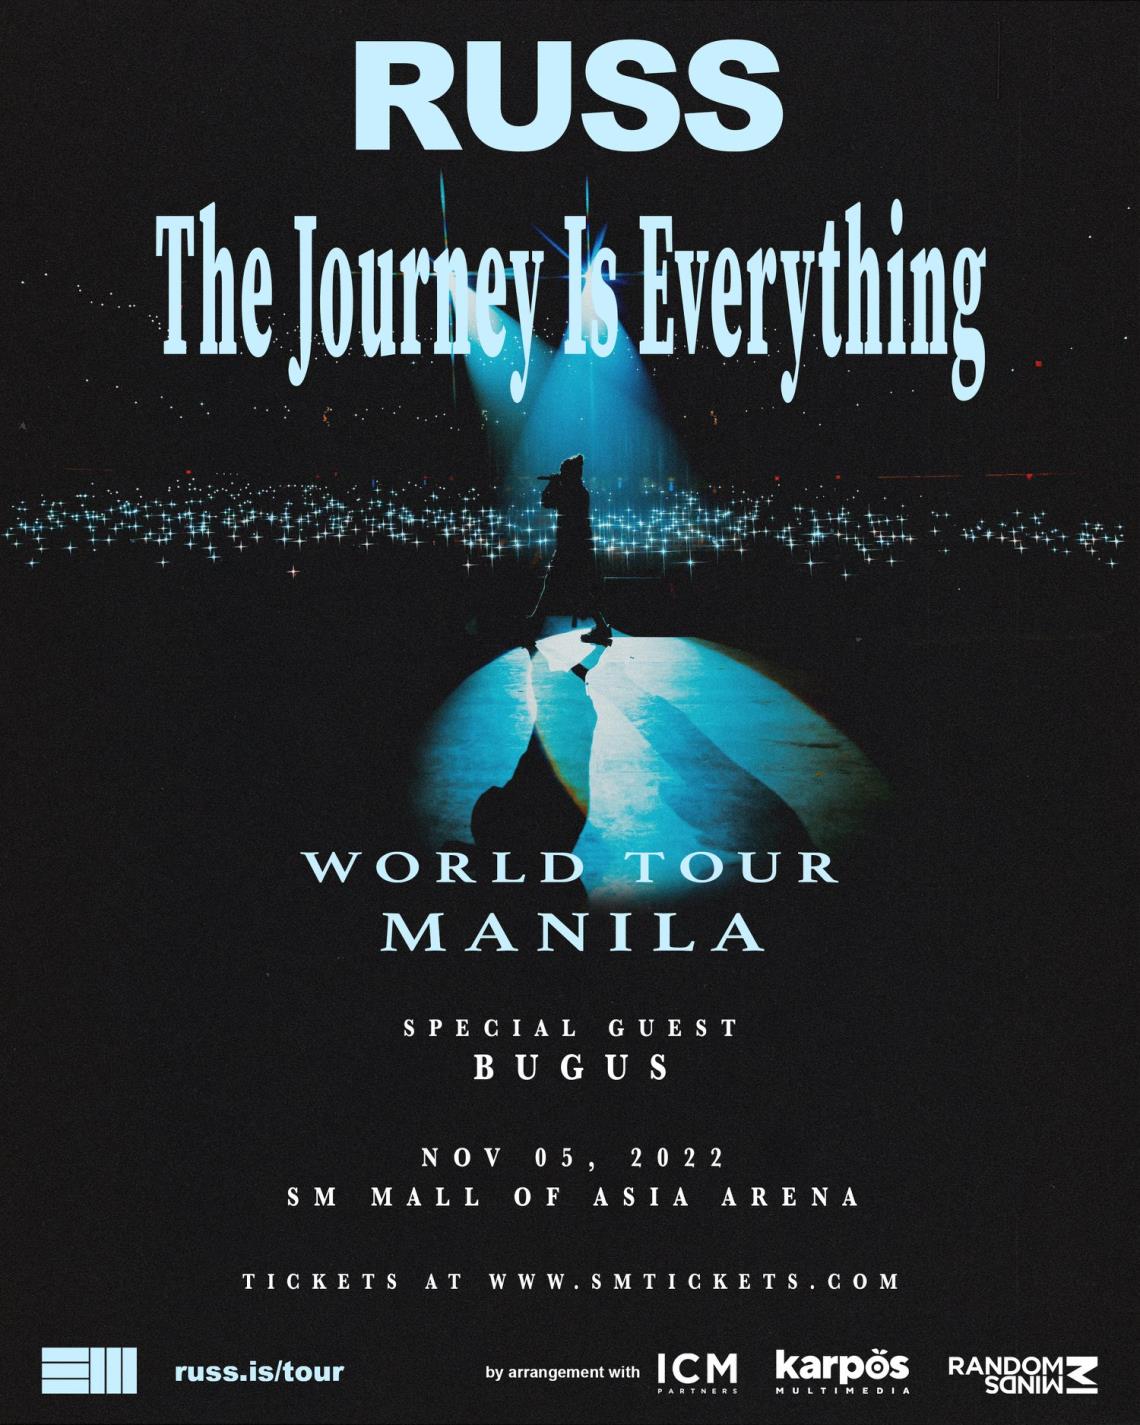 RUSS
The Journey Is Everything
WORLD TOUR
MANILA
SPECIAL GUEST
BUGUS
NOV 05, 2022
SM MALL OF ASIA ARENA
TICKETS AT WWW.SMTICKETS.COM
russ.is/tour
by arrangement with
ICM
PARTNERS
karpos
MULTIMEDIA
RANDOM
MINDS